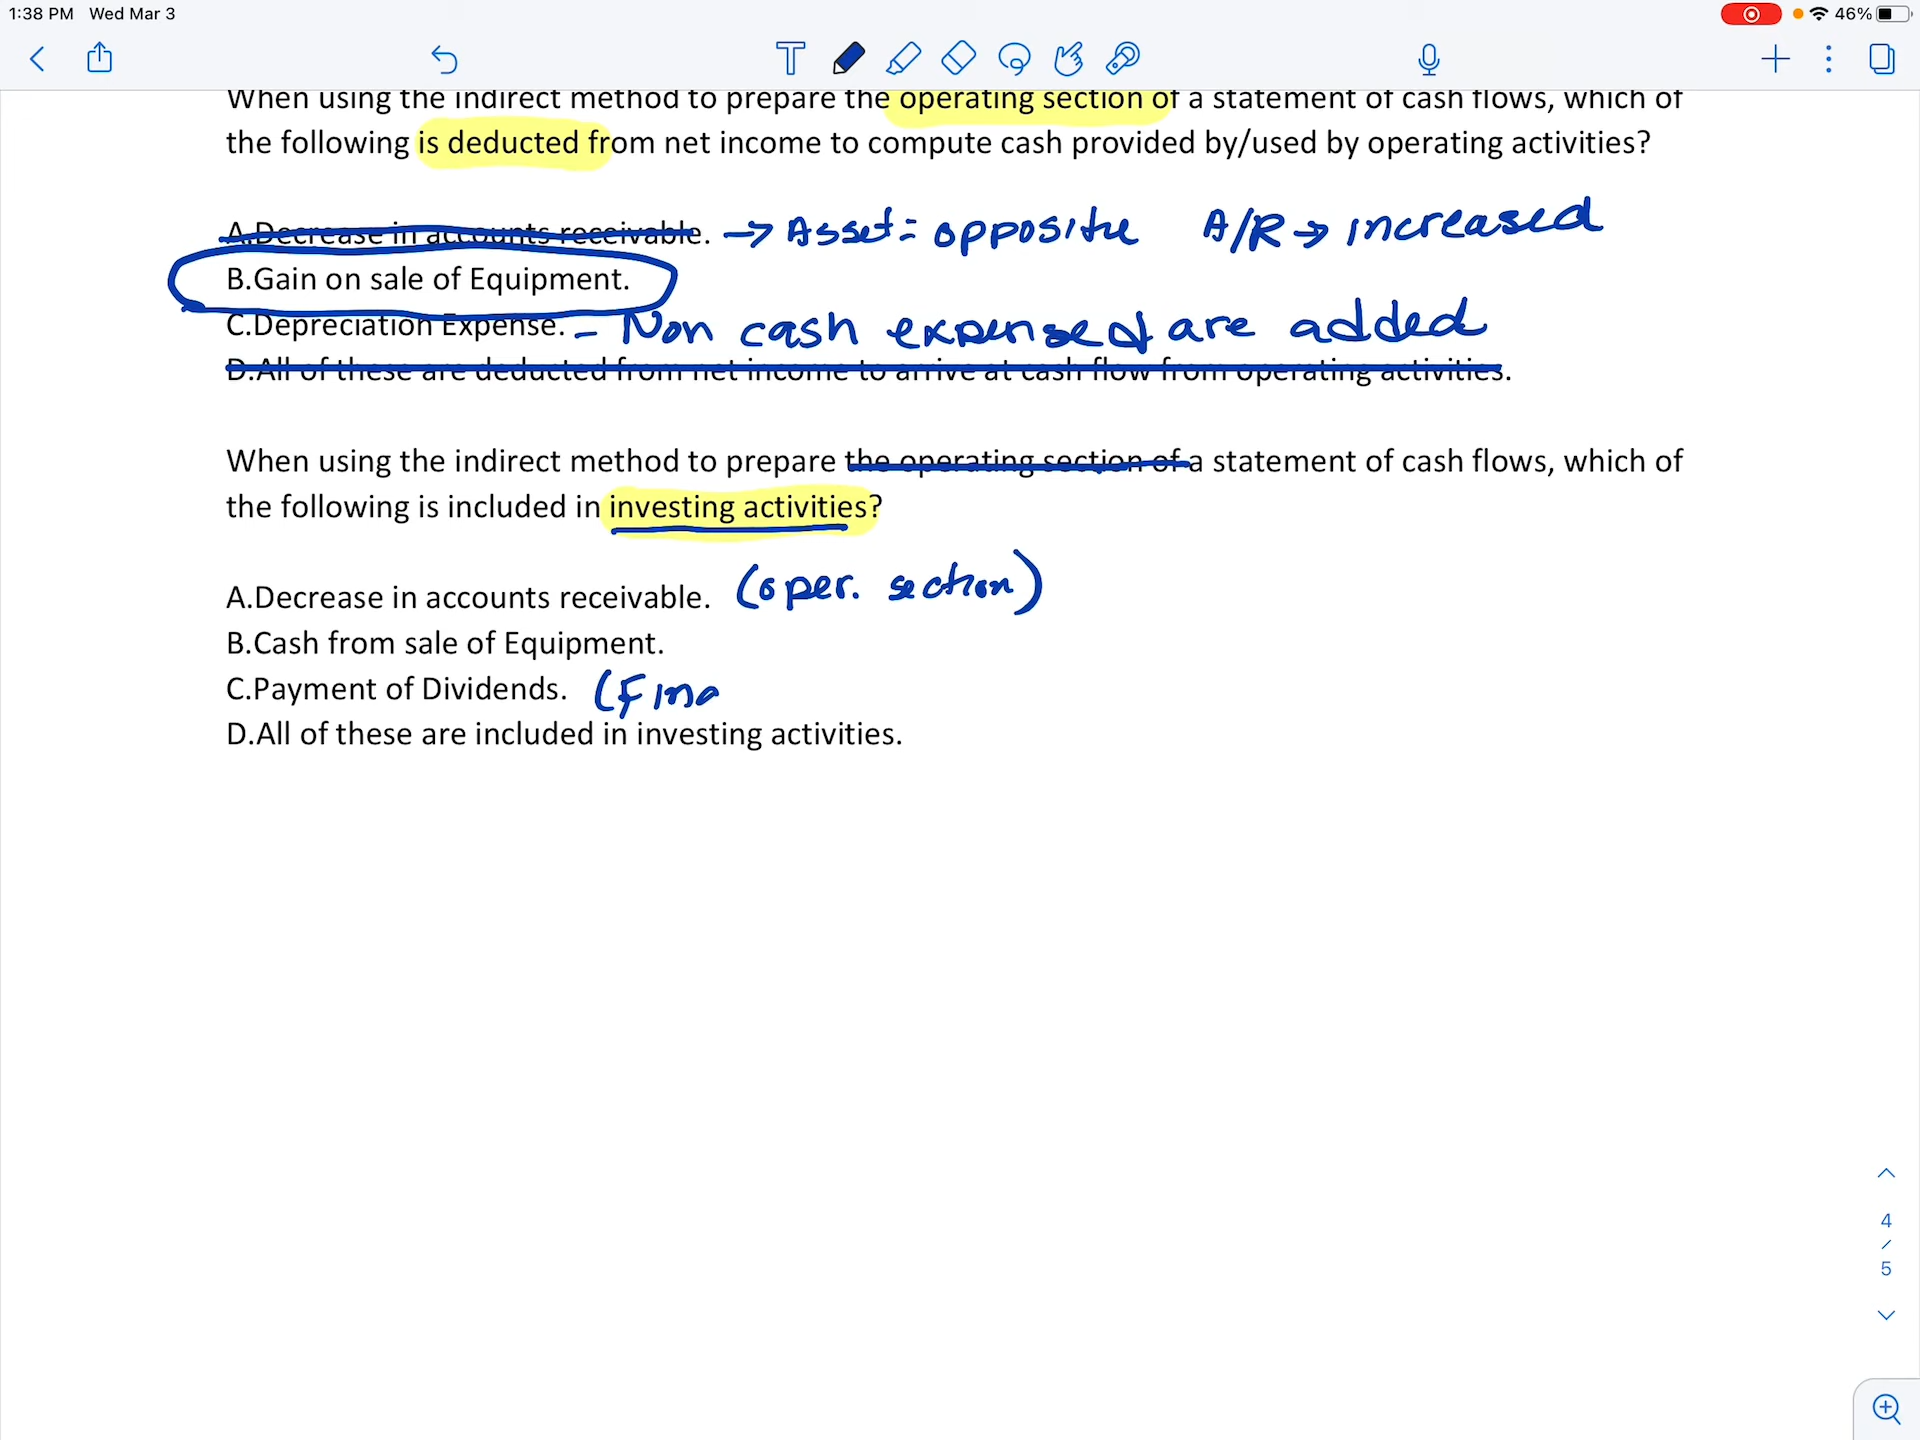 1:38 PM Wed Mar 3 46%
When using the indirect method to prepare the operating section of a statement of cash flows, which of
the following is deducted from net income to compute cash provided by/used by operating activities?
A.Decrease in accounts receivable. → Asset = opposite A/R → increased
B.Gain on sale of Equipment.
C.Depreciation Expense. - Non cash expensed are added
D.All of these are deducted from net income to arrive at cash flow from operating activities.
When using the indirect method to prepare the operating section of a statement of cash flows, which of
the following is included in investing activities?
A.Decrease in accounts receivable. (oper. section)
B.Cash from sale of Equipment.
C.Payment of Dividends. (Fina
D.All of these are included in investing activities.
4
/
5